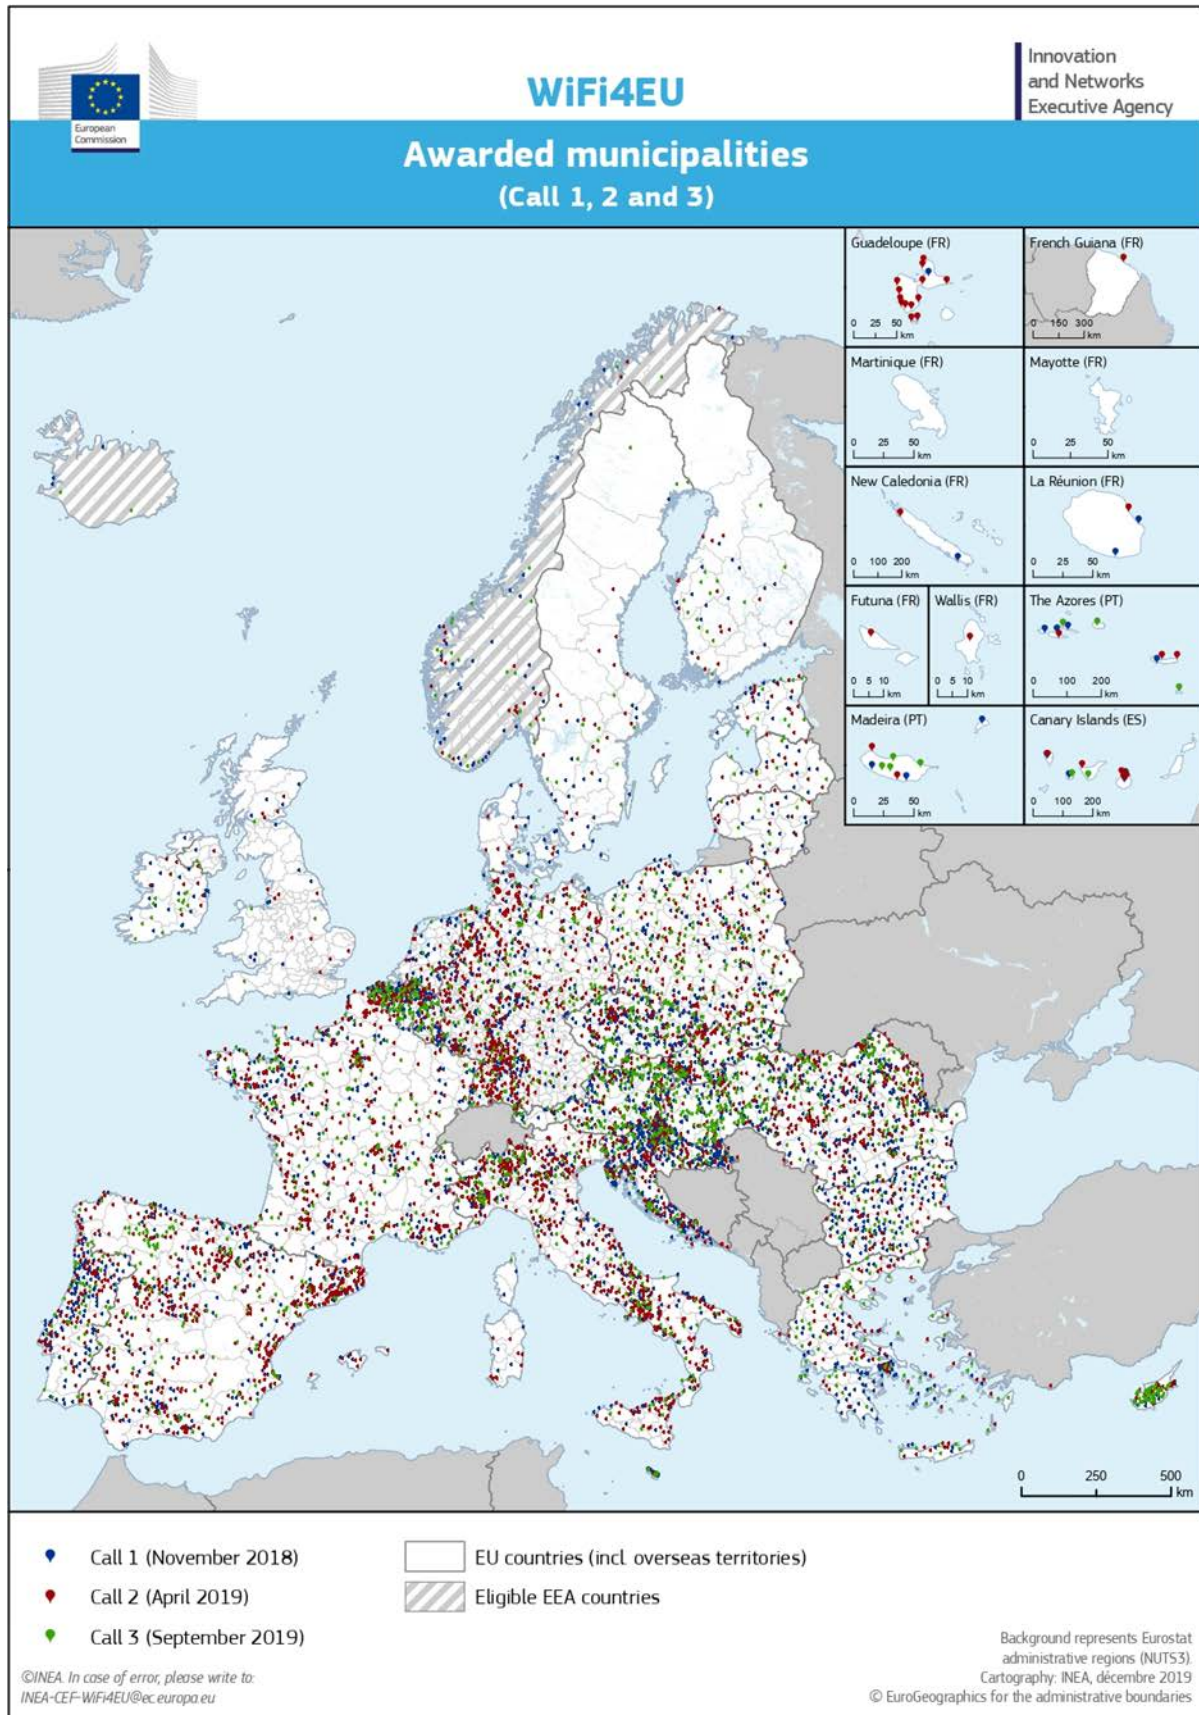 European
Commission
WiFi4EU
Innovation
and Networks
Executive Agency
Awarded municipalities
(Call 1, 2 and 3)
Guadeloupe (FR)
0 25 50
km
French Guiana (FR)
0 150 300
km
Martinique (FR)
0 25 50
km
Mayotte (FR)
0 25 50
km
New Caledonia (FR)
0 100 200
km
La Réunion (FR)
0 25 50
km
Futuna (FR)
0 5 10
km
Wallis (FR)
0 5 10
km
The Azores (PT)
0 100 200
km
Madeira (PT)
0 25 50
km
Canary Islands (ES)
0 100 200
km
0 250 500
km
Call 1 (November 2018)
Call 2 (April 2019)
Call 3 (September 2019)
EU countries (incl. overseas territories)
Eligible EEA countries
©INEA. In case of error, please write to:
INEA-CEF-WiFi4EU@ec.europa.eu
Background represents Eurostat
administrative regions (NUTS3).
Cartography: INEA, décembre 2019
© EuroGeographics for the administrative boundaries